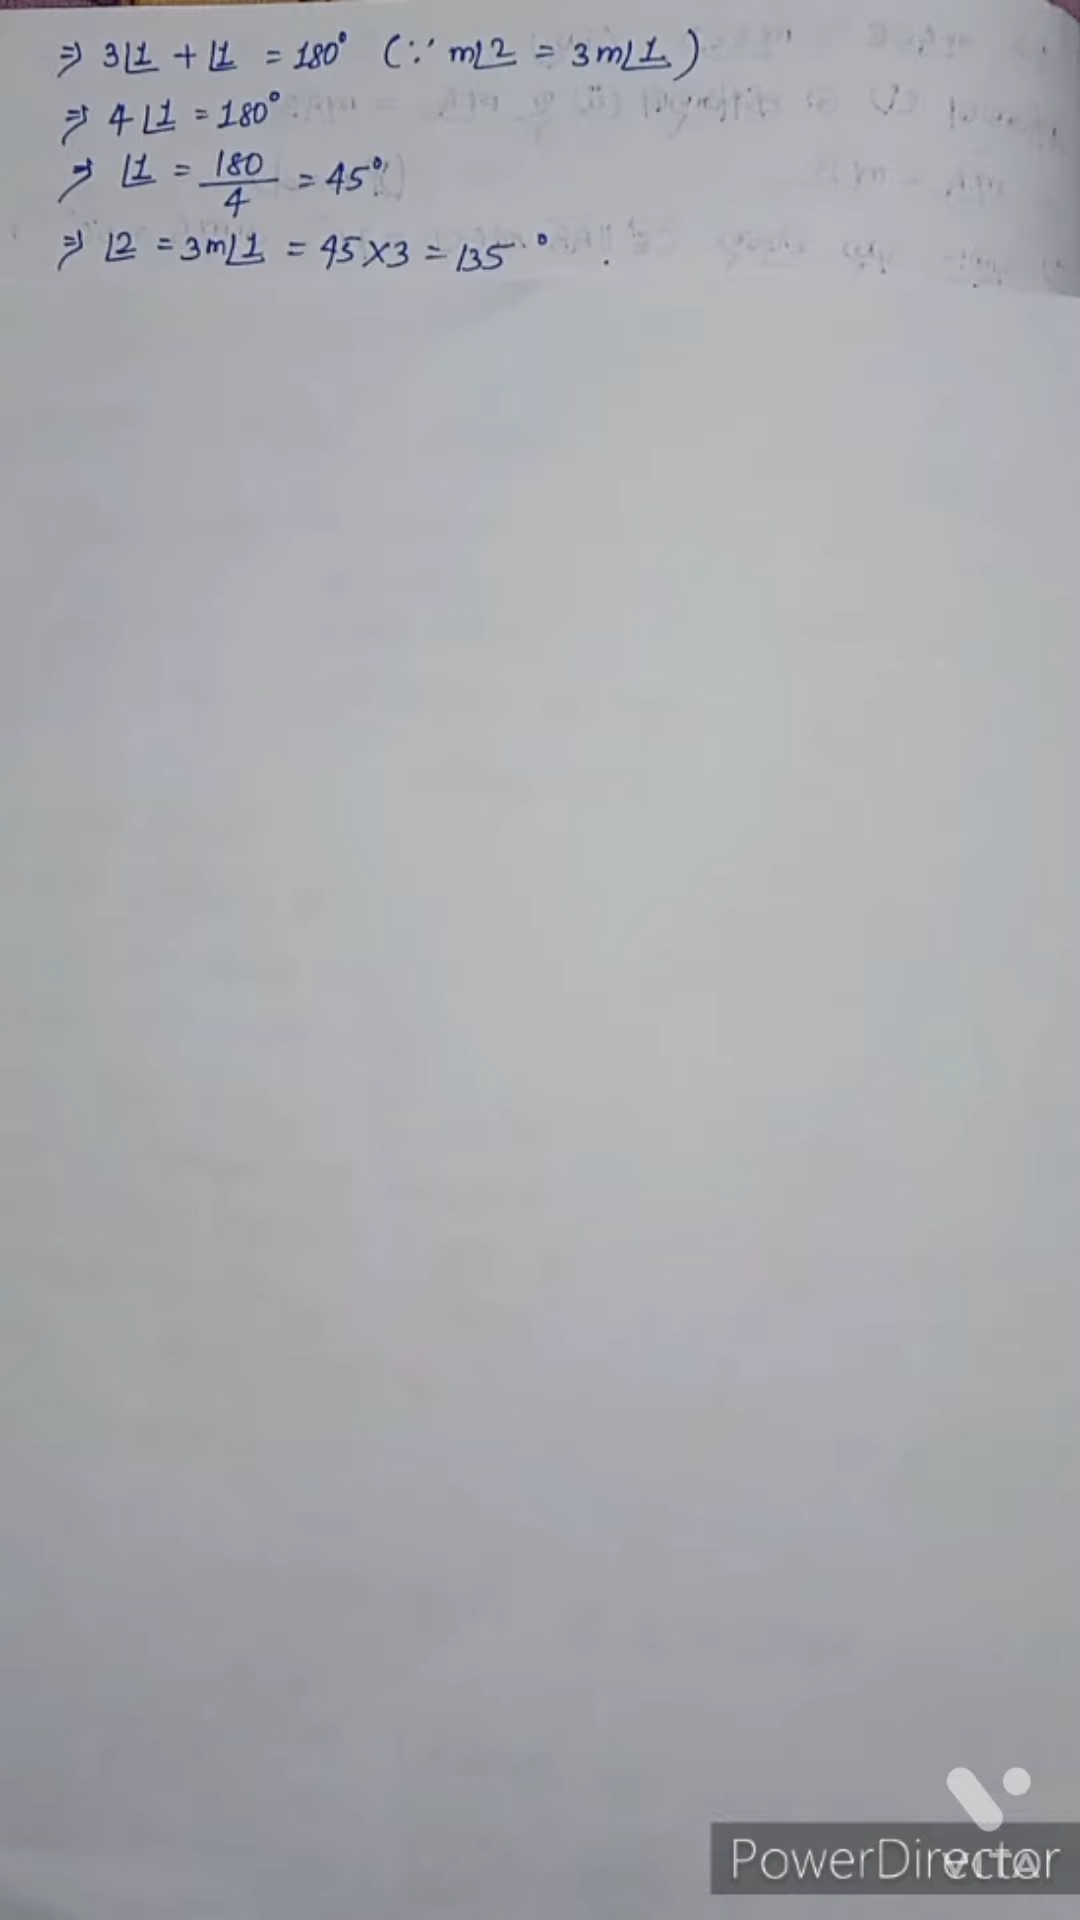 ⇒ 3∠1 + ∠1 = 180° (∵ m∠2 = 3m∠1)
⇒ 4∠1 = 180°
⇒ ∠1 = 180/4 = 45°
⇒ ∠2 = 3m∠1 = 45×3 = 135°.
PowerDirector
VITA